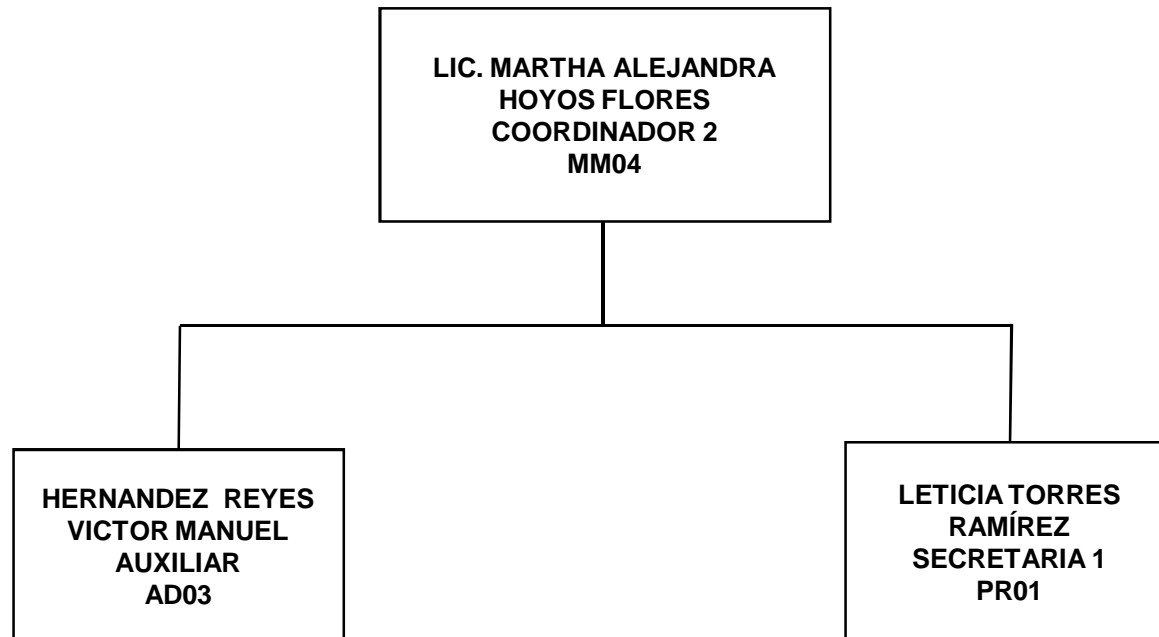 LIC. MARTHA ALEJANDRA
HOYOS FLORES
COORDINADOR 2
MM04
HERNANDEZ REYES
VICTOR MANUEL
AUXILIAR
AD03
LETICIA TORRES
RAMÍREZ
SECRETARIA 1
PR01